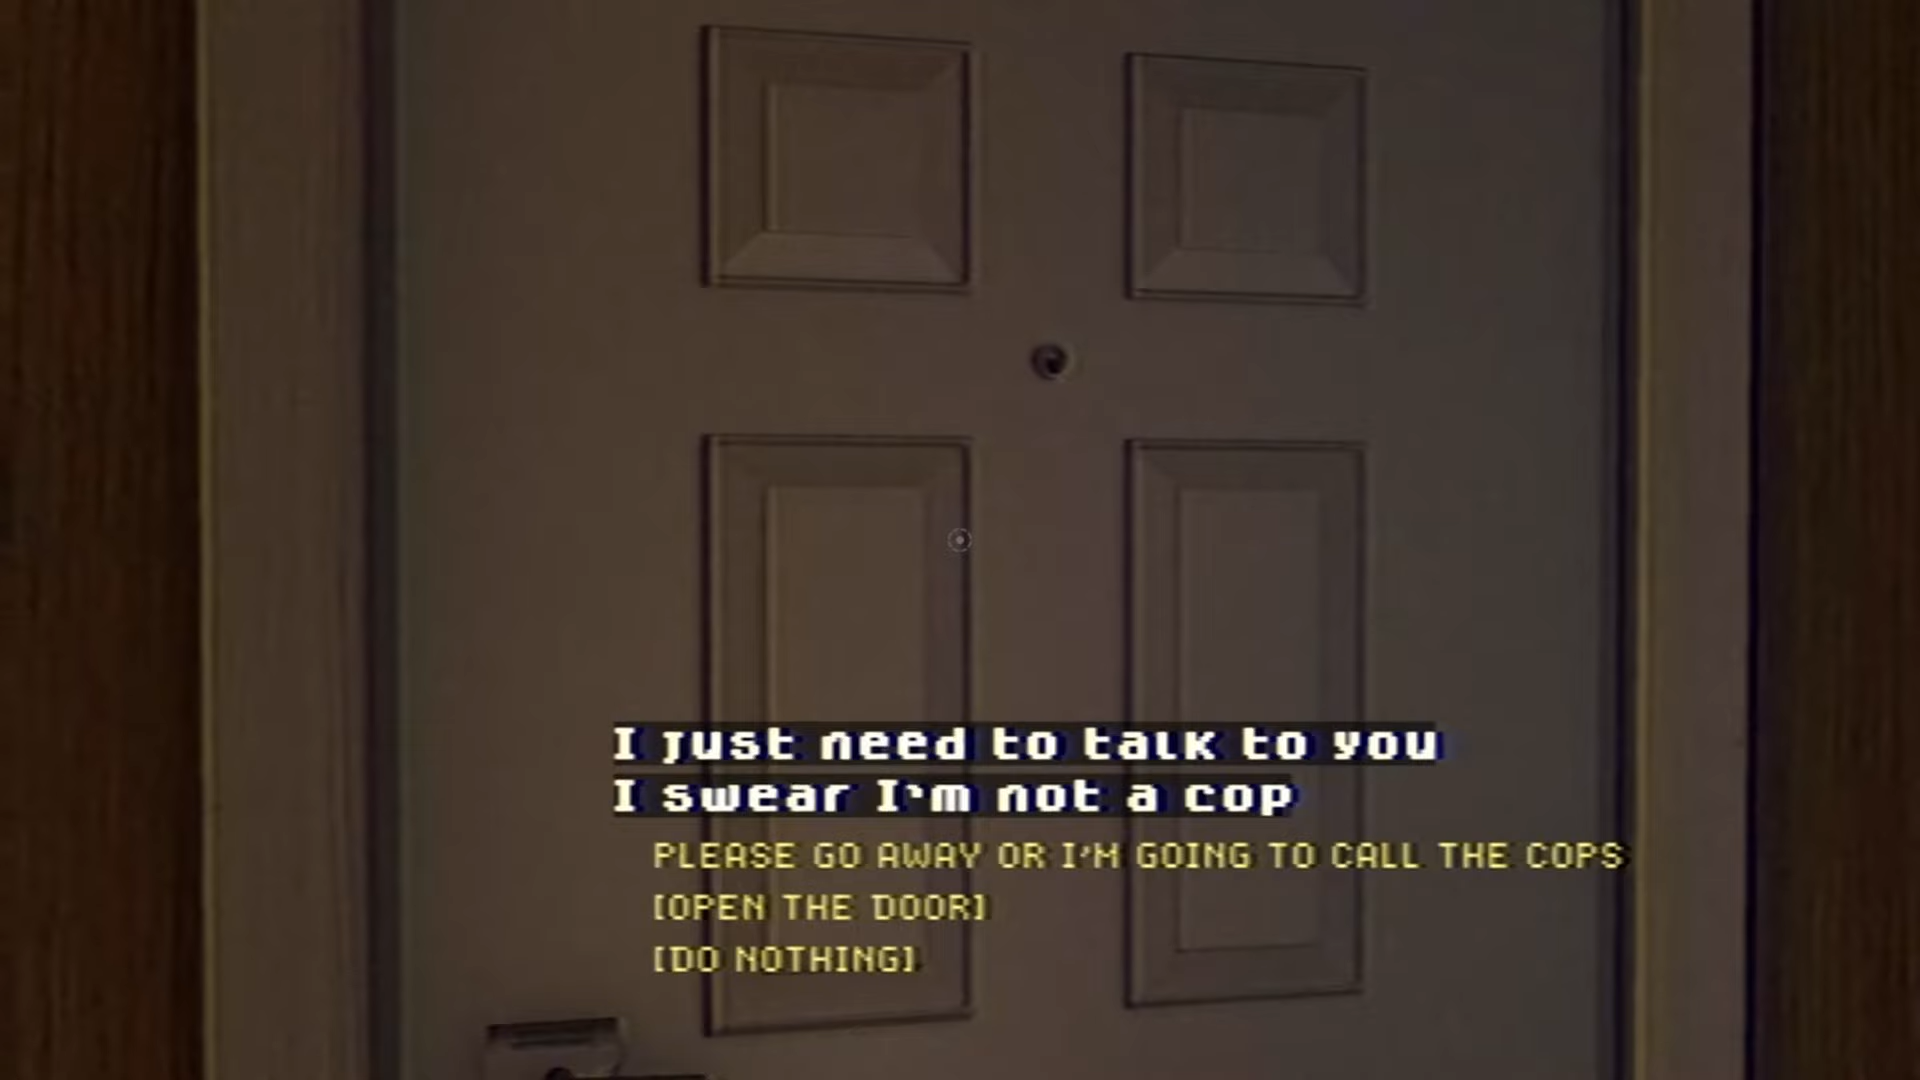 I just need to talk to you
I swear I'm not a cop
PLEASE GO AWAY OR I'M GOING TO CALL THE COPS
[OPEN THE DOOR]
[DO NOTHING]